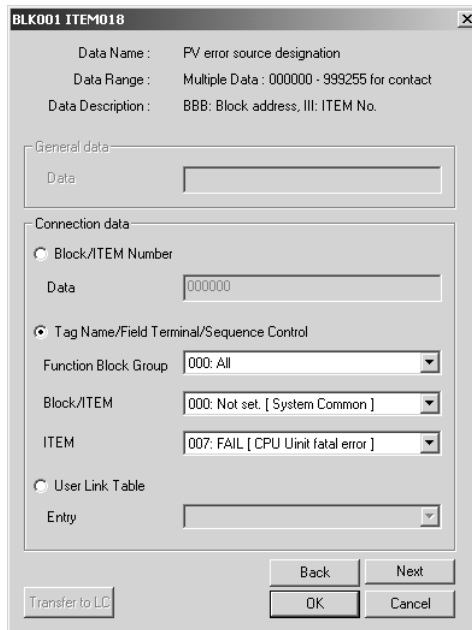 BLK001 ITEM018
Data Name : PV error source designation
Data Range : Multiple Data : 000000 - 999255 for contact
Data Description : BBB: Block address, III: ITEM No.
General data
Data
Connection data
Block/ITEM Number
Data 000000
Tag Name/Field Terminal/Sequence Control
Function Block Group 000: All
Block/ITEM 000: Not set. [ System Common ]
ITEM 007: FAIL [ CPU Uinit fatal error ]
User Link Table
Entry
Back Next
Transfer to LC OK Cancel